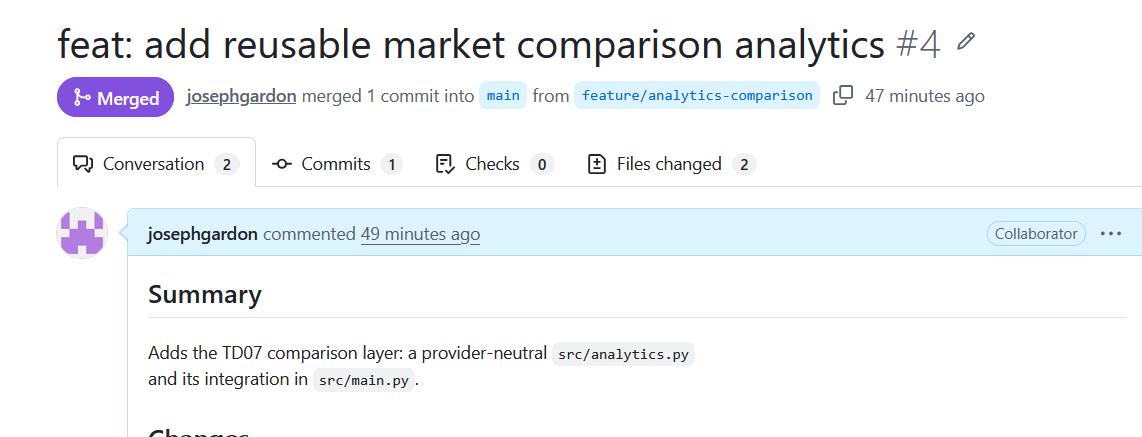 feat: add reusable market comparison analytics #4
Merged josephgardon merged 1 commit into main from feature/analytics-comparison 47 minutes ago
Conversation 2 Commits 1 Checks 0 Files changed 2
josephgardon commented 49 minutes ago Collaborator
Summary
Adds the TD07 comparison layer: a provider-neutral src/analytics.py
and its integration in src/main.py.
Changes